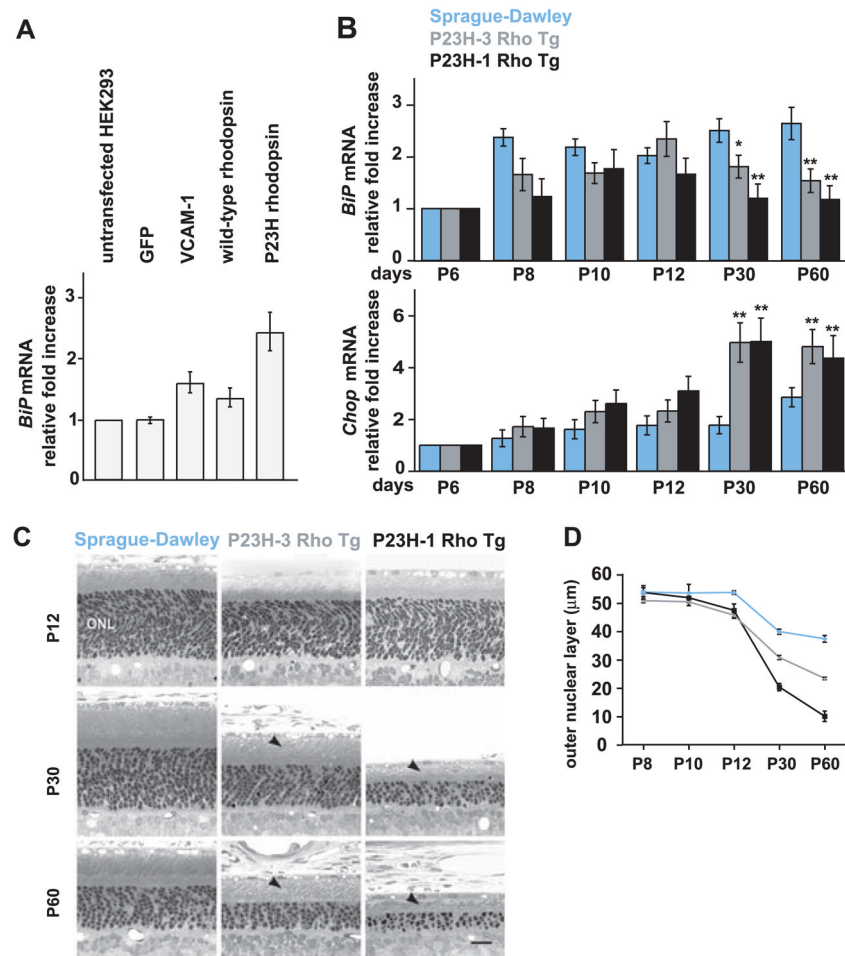 A
untransfected HEK293
GFP
VCAM-1
wild-type rhodopsin
P23H rhodopsin
BiP mRNA
relative fold increase
3
2
1
0
B
Sprague-Dawley
P23H-3 Rho Tg
P23H-1 Rho Tg
BiP mRNA
relative fold increase
3
2
1
0
* ** ** **
days P6 P8 P10 P12 P30 P60
Chop mRNA
relative fold increase
6
4
2
0
** ** ** **
days P6 P8 P10 P12 P30 P60
C
Sprague-Dawley P23H-3 Rho Tg P23H-1 Rho Tg
P12
ONL
P30
P60
D
outer nuclear layer (μm)
60
50
40
30
20
10
0
P8 P10 P12 P30 P60